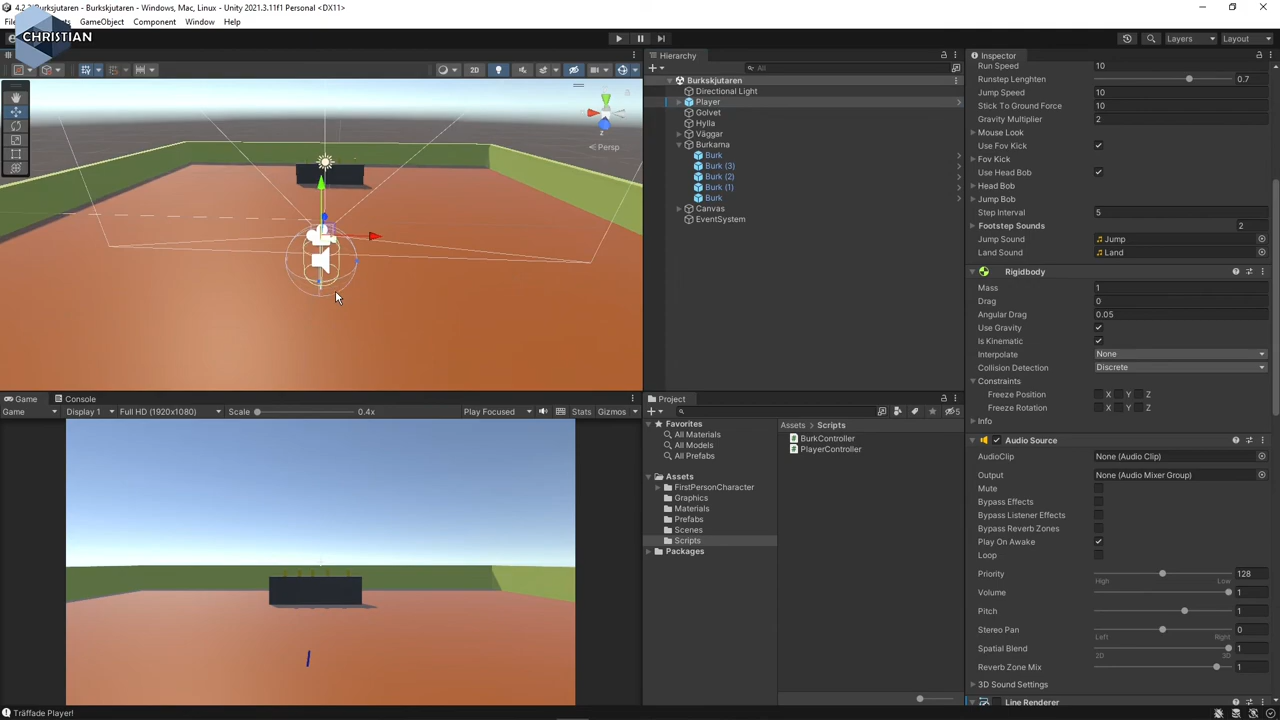 4.2.2 Burksjutaren - Burkskjutaren - Windows, Mac, Linux - Unity 2021.3.11f1 Personal <DX11>
GameObject Component Window Help
CHRISTIAN
Layers Layout
2D
Persp
Hierarchy
All
Burkskjutaren
Directional Light
Player
Golvet
Hylla
Väggar
Burkarna
Burk
Burk (3)
Burk (2)
Burk (1)
Burk
Canvas
EventSystem
Inspector
Run Speed 10
Runstep Lenghten 0.7
Jump Speed 10
Stick To Ground Force 10
Gravity Multiplier 2
Mouse Look
Use Fov Kick
Fov Kick
Use Head Bob
Head Bob
Jump Bob
Step Interval 5
Footstep Sounds 2
Jump Sound Jump
Land Sound Land
Rigidbody
Mass 1
Drag 0
Angular Drag 0.05
Use Gravity
Is Kinematic
Interpolate None
Collision Detection Discrete
Constraints
Freeze Position X Y Z
Freeze Rotation X Y Z
Info
Audio Source
AudioClip None (Audio Clip)
Output None (Audio Mixer Group)
Mute
Bypass Effects
Bypass Listener Effects
Bypass Reverb Zones
Play On Awake
Loop
Priority 128
High Low
Volume 1
Pitch 1
Stereo Pan 0
Left Right
Spatial Blend 1
2D 3D
Reverb Zone Mix 1
3D Sound Settings
Line Renderer
Game Console
Game Display 1 Full HD (1920x1080) Scale 0.4x Play Focused Stats Gizmos
Project
5
Favorites
All Materials
All Models
All Prefabs
Assets
FirstPersonCharacter
Graphics
Materials
Prefabs
Scenes
Scripts
Packages
Assets Scripts
BurkController
PlayerController
Träffade Player!